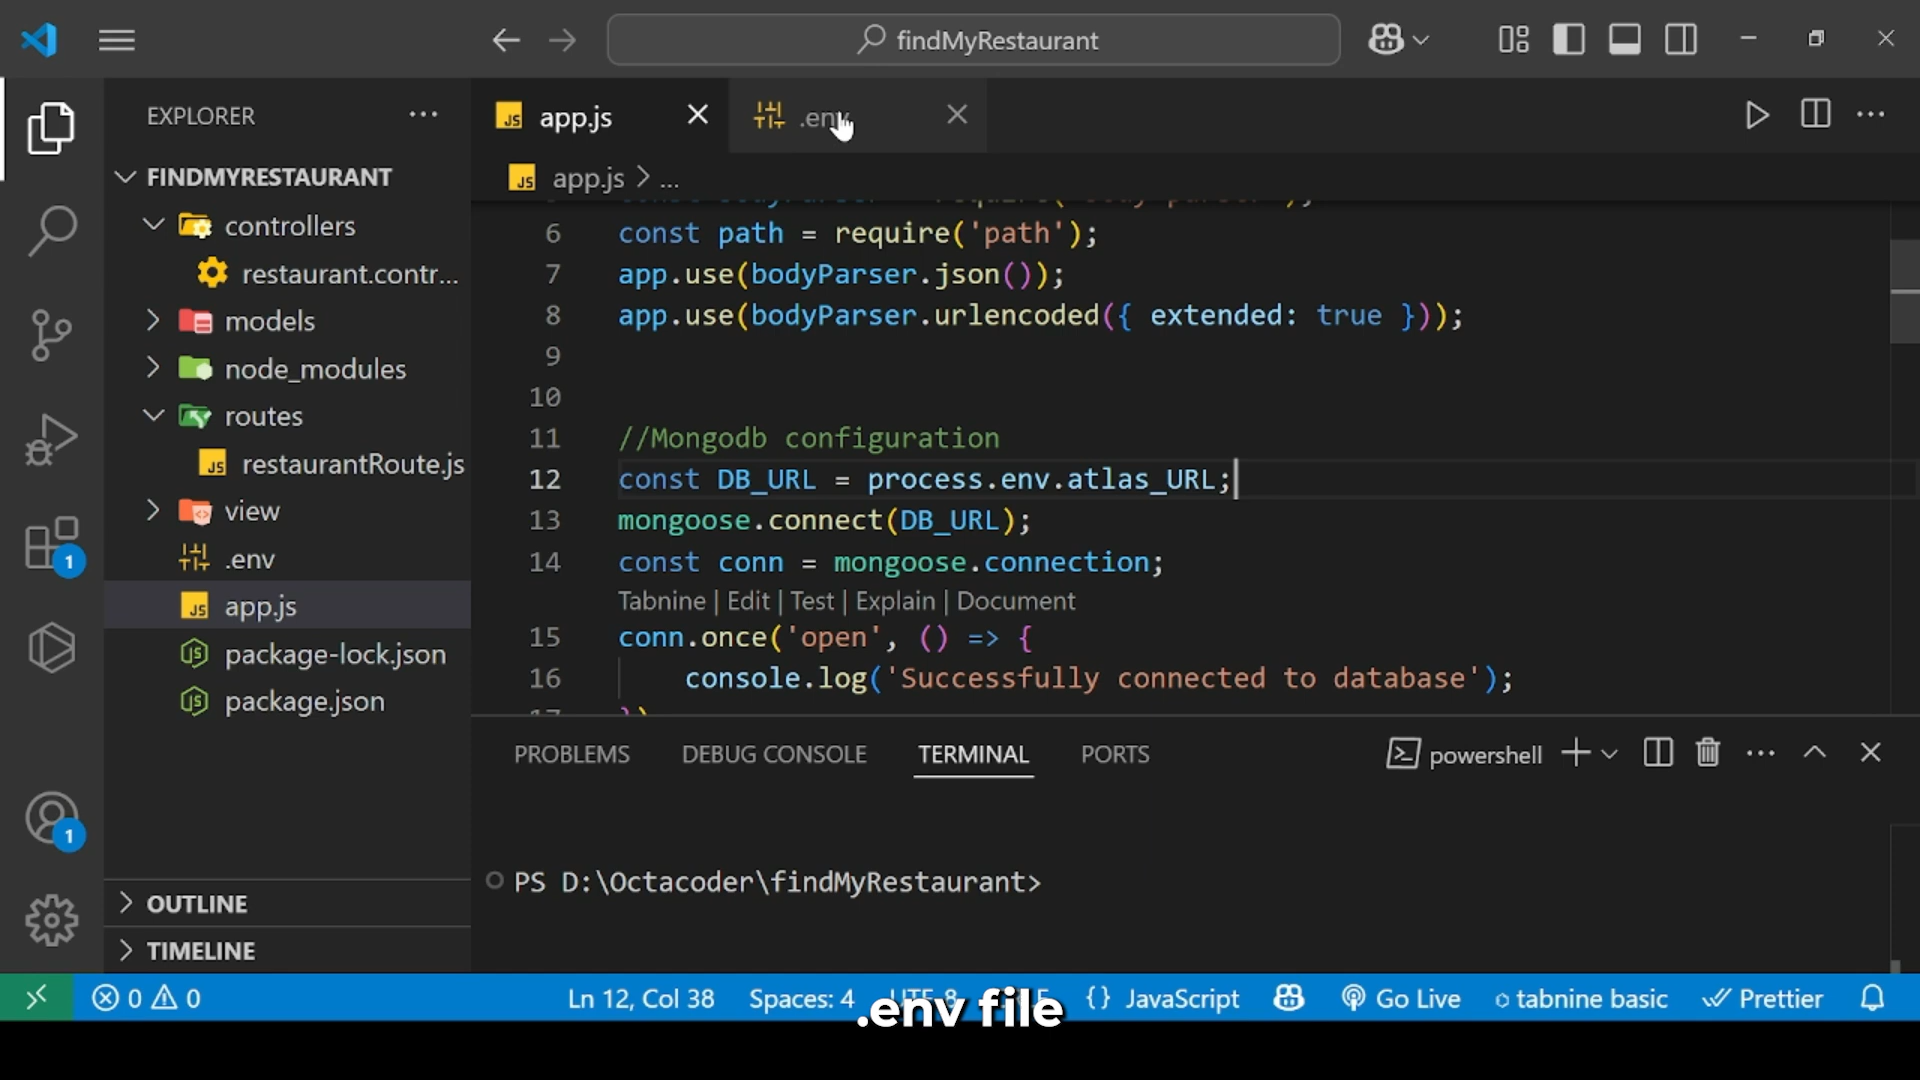 findMyRestaurant
EXPLORER
FINDMYRESTAURANT
controllers
restaurant.contr...
models
node_modules
routes
restaurantRoute.js
view
.env
app.js
package-lock.json
package.json
OUTLINE
TIMELINE
JS app.js
.env
JS app.js > ...
6 const path = require('path');
7 app.use(bodyParser.json());
8 app.use(bodyParser.urlencoded({ extended: true }));
9
10
11 //Mongodb configuration
12 const DB_URL = process.env.atlas_URL;
13 mongoose.connect(DB_URL);
14 const conn = mongoose.connection;
Tabnine | Edit | Test | Explain | Document
15 conn.once('open', () => {
16 console.log('Successfully connected to database');
PROBLEMS DEBUG CONSOLE TERMINAL PORTS
powershell
PS D:\Octacoder\findMyRestaurant>
0 0 Ln 12, Col 38 Spaces: 4 UTF-8 {} JavaScript Go Live tabnine basic Prettier
.env file